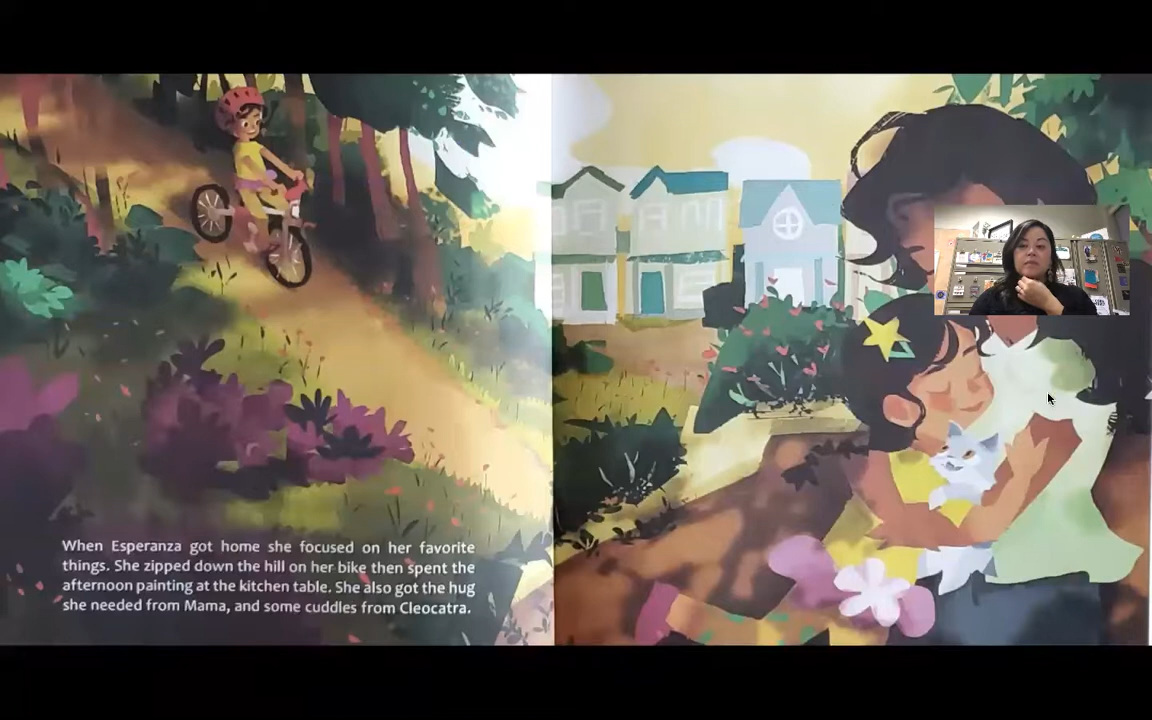 When Esperanza got home she focused on her favorite
things. She zipped down the hill on her bike then spent the
afternoon painting at the kitchen table. She also got the hug
she needed from Mama, and some cuddles from Cleocatra.